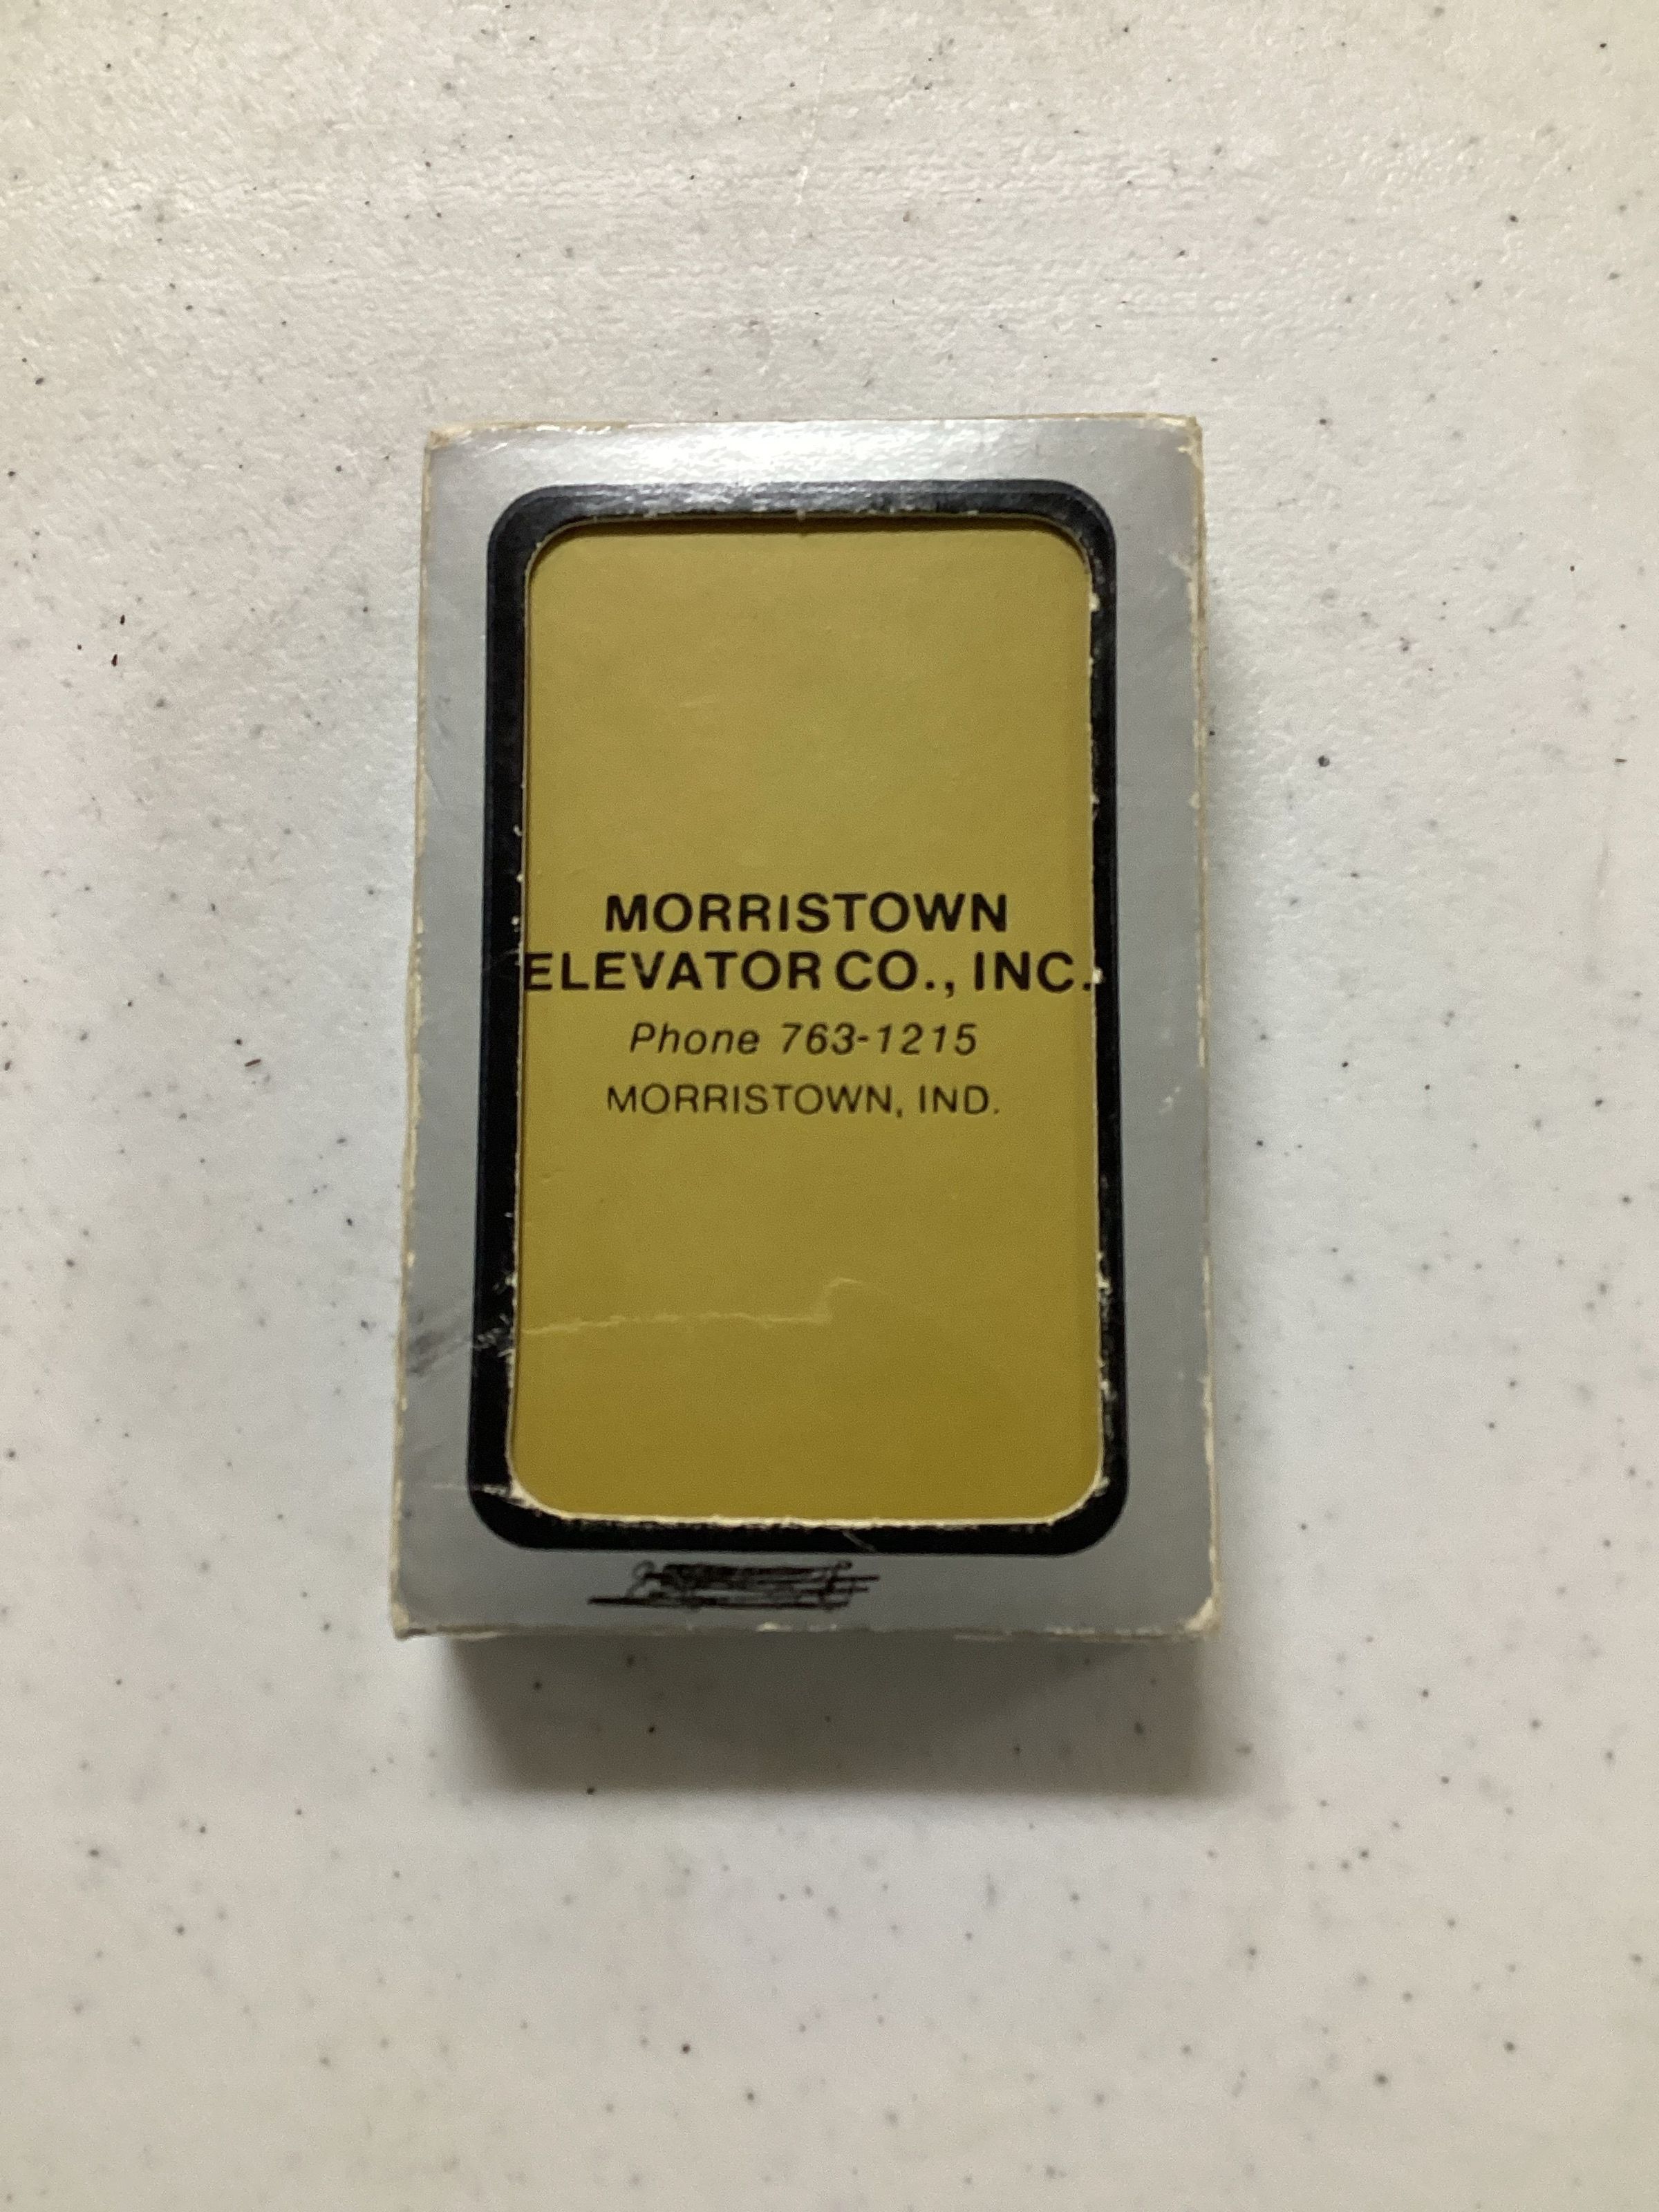 MORRISTOWN
ELEVATOR CO., INC.
Phone 763-1215
MORRISTOWN, IND.